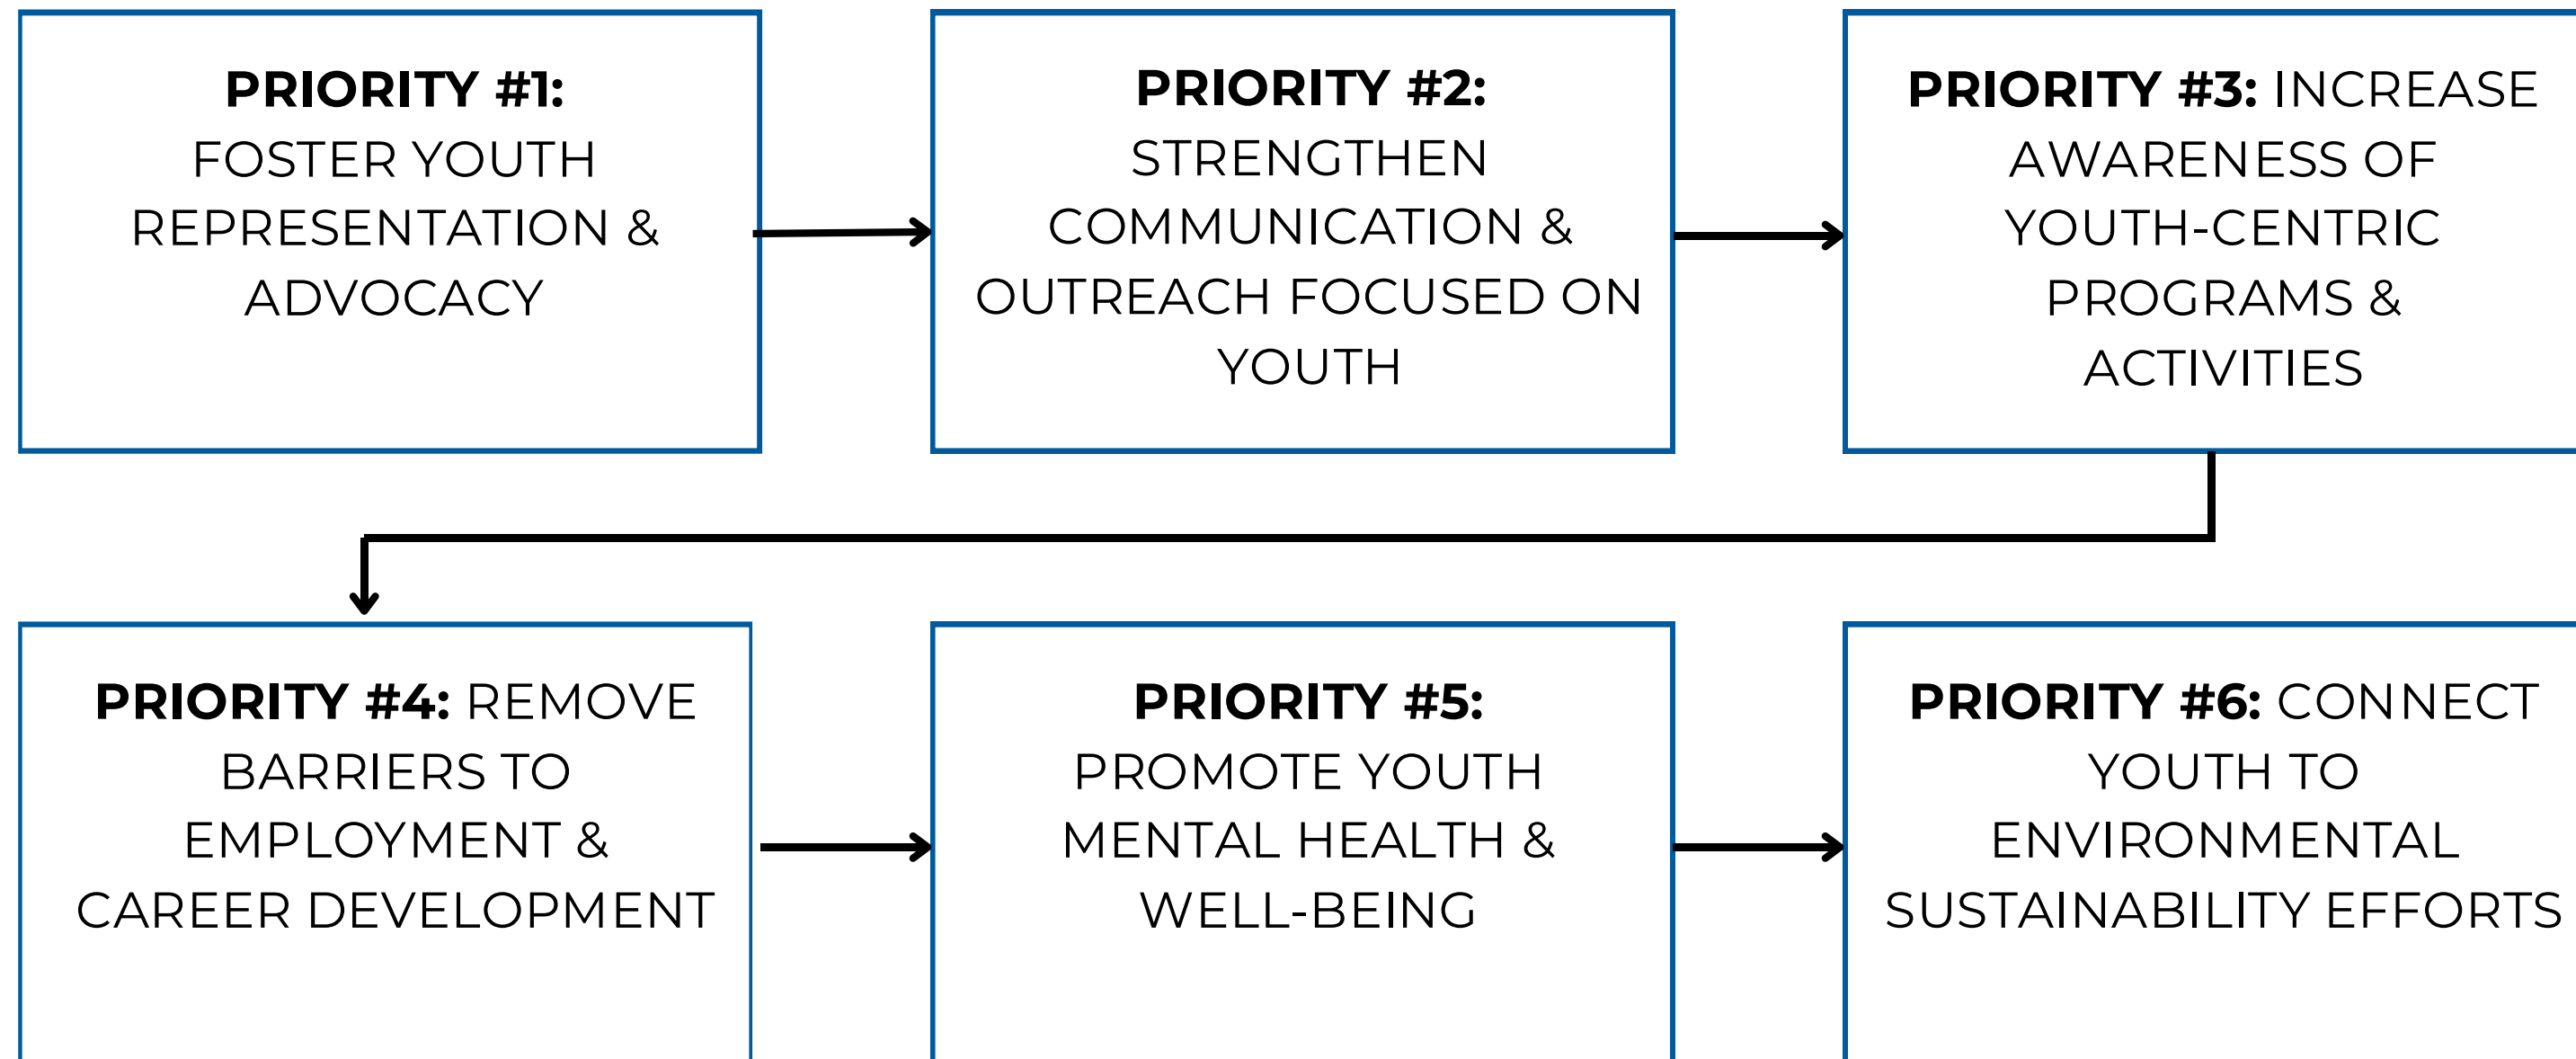 PRIORITY #1:
FOSTER YOUTH
REPRESENTATION &
ADVOCACY
PRIORITY #2:
STRENGTHEN
COMMUNICATION &
OUTREACH FOCUSED ON
YOUTH
PRIORITY #3: INCREASE
AWARENESS OF
YOUTH-CENTRIC
PROGRAMS &
ACTIVITIES
PRIORITY #4: REMOVE
BARRIERS TO
EMPLOYMENT &
CAREER DEVELOPMENT
PRIORITY #5:
PROMOTE YOUTH
MENTAL HEALTH &
WELL-BEING
PRIORITY #6: CONNECT
YOUTH TO
ENVIRONMENTAL
SUSTAINABILITY EFFORTS